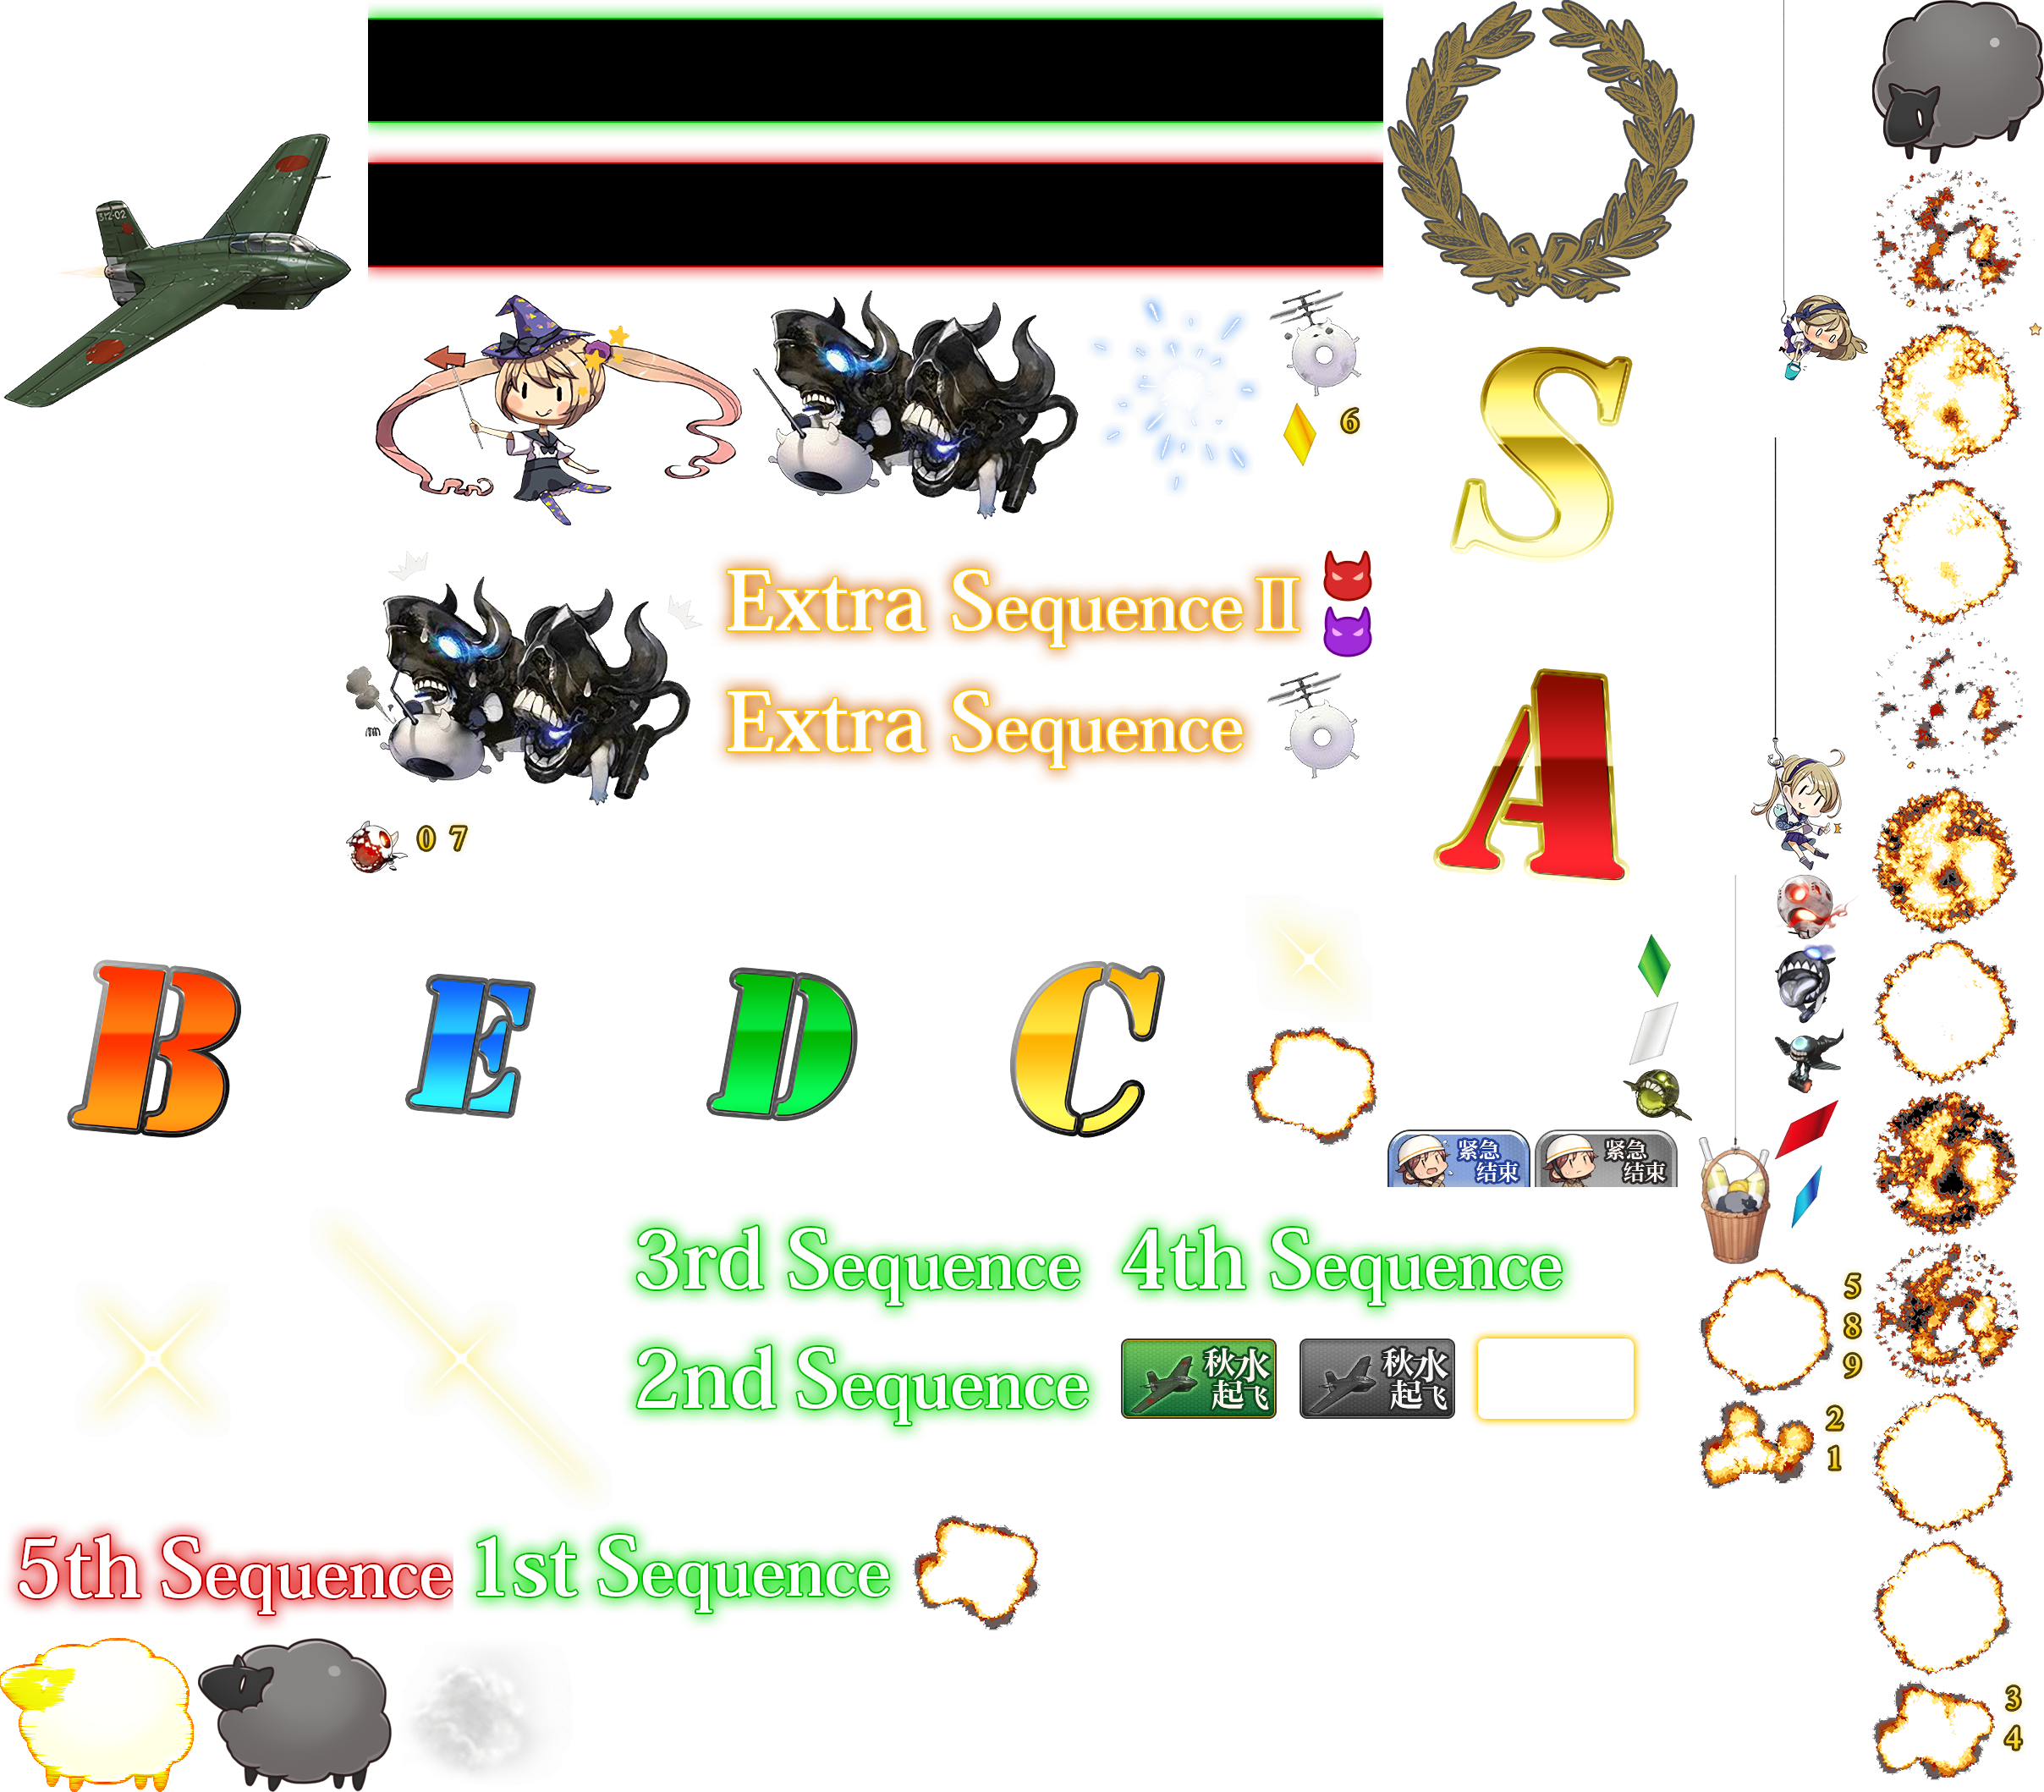 312-02
6
S
Extra Sequence II
Extra Sequence
A
0 7
B
E
D
C
紧急
结束
紧急
结束
3rd Sequence
4th Sequence
2nd Sequence
秋水
起飞
秋水
起飞
5
8
9
2
1
5th Sequence
1st Sequence
3
4